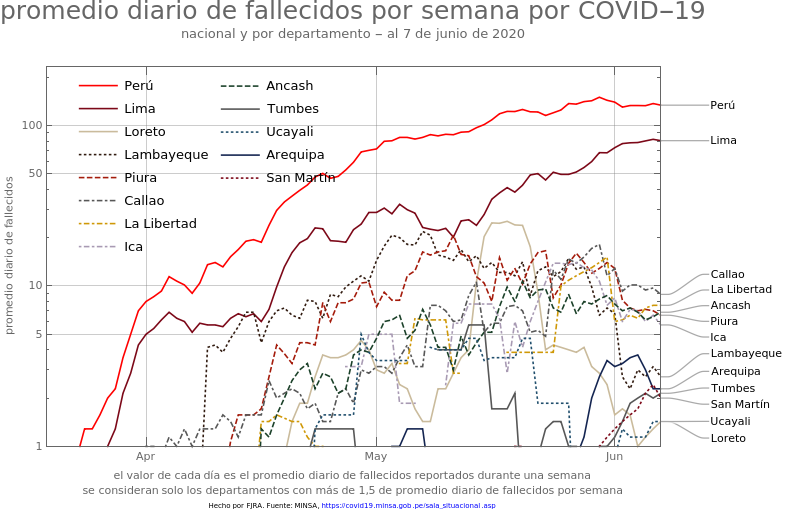 promedio diario de fallecidos por semana por COVID−19
nacional y por departamento − al 7 de junio de 2020
promedio diario de fallecidos
100
50
10
5
1
Apr
May
Jun
Perú
Lima
Loreto
Lambayeque
Piura
Callao
La Libertad
Ica
Ancash
Tumbes
Ucayali
Arequipa
San Martín
Perú
Lima
Callao
La Libertad
Ancash
Piura
Ica
Lambayeque
Arequipa
Tumbes
San Martín
Ucayali
Loreto
el valor de cada día es el promedio diario de fallecidos reportados durante una semana
se consideran solo los departamentos con más de 1,5 de promedio diario de fallecidos por semana
Hecho por FJRA. Fuente: MINSA, https://covid19.minsa.gob.pe/sala_situacional.asp